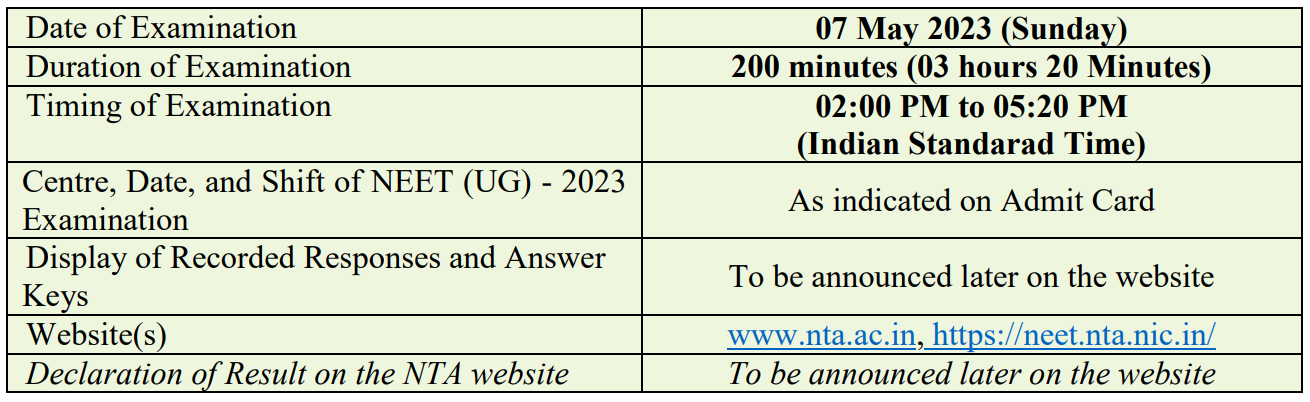 Date of Examination
07 May 2023 (Sunday)
Duration of Examination
200 minutes (03 hours 20 Minutes)
Timing of Examination
02:00 PM to 05:20 PM
(Indian Standarad Time)
Centre, Date, and Shift of NEET (UG) - 2023
Examination
As indicated on Admit Card
Display of Recorded Responses and Answer
Keys
To be announced later on the website
Website(s)
www.nta.ac.in, https://neet.nta.nic.in/
Declaration of Result on the NTA website
To be announced later on the website